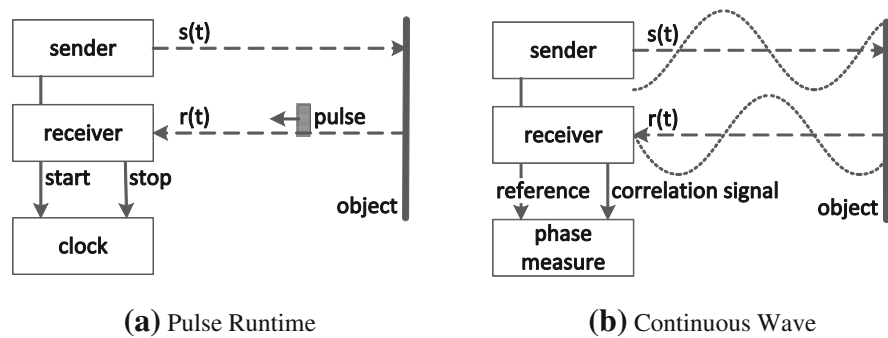 sender
s(t)
receiver
r(t)
pulse
start
stop
object
clock
(a) Pulse Runtime
sender
s(t)
receiver
r(t)
reference
correlation signal
object
phase
measure
(b) Continuous Wave